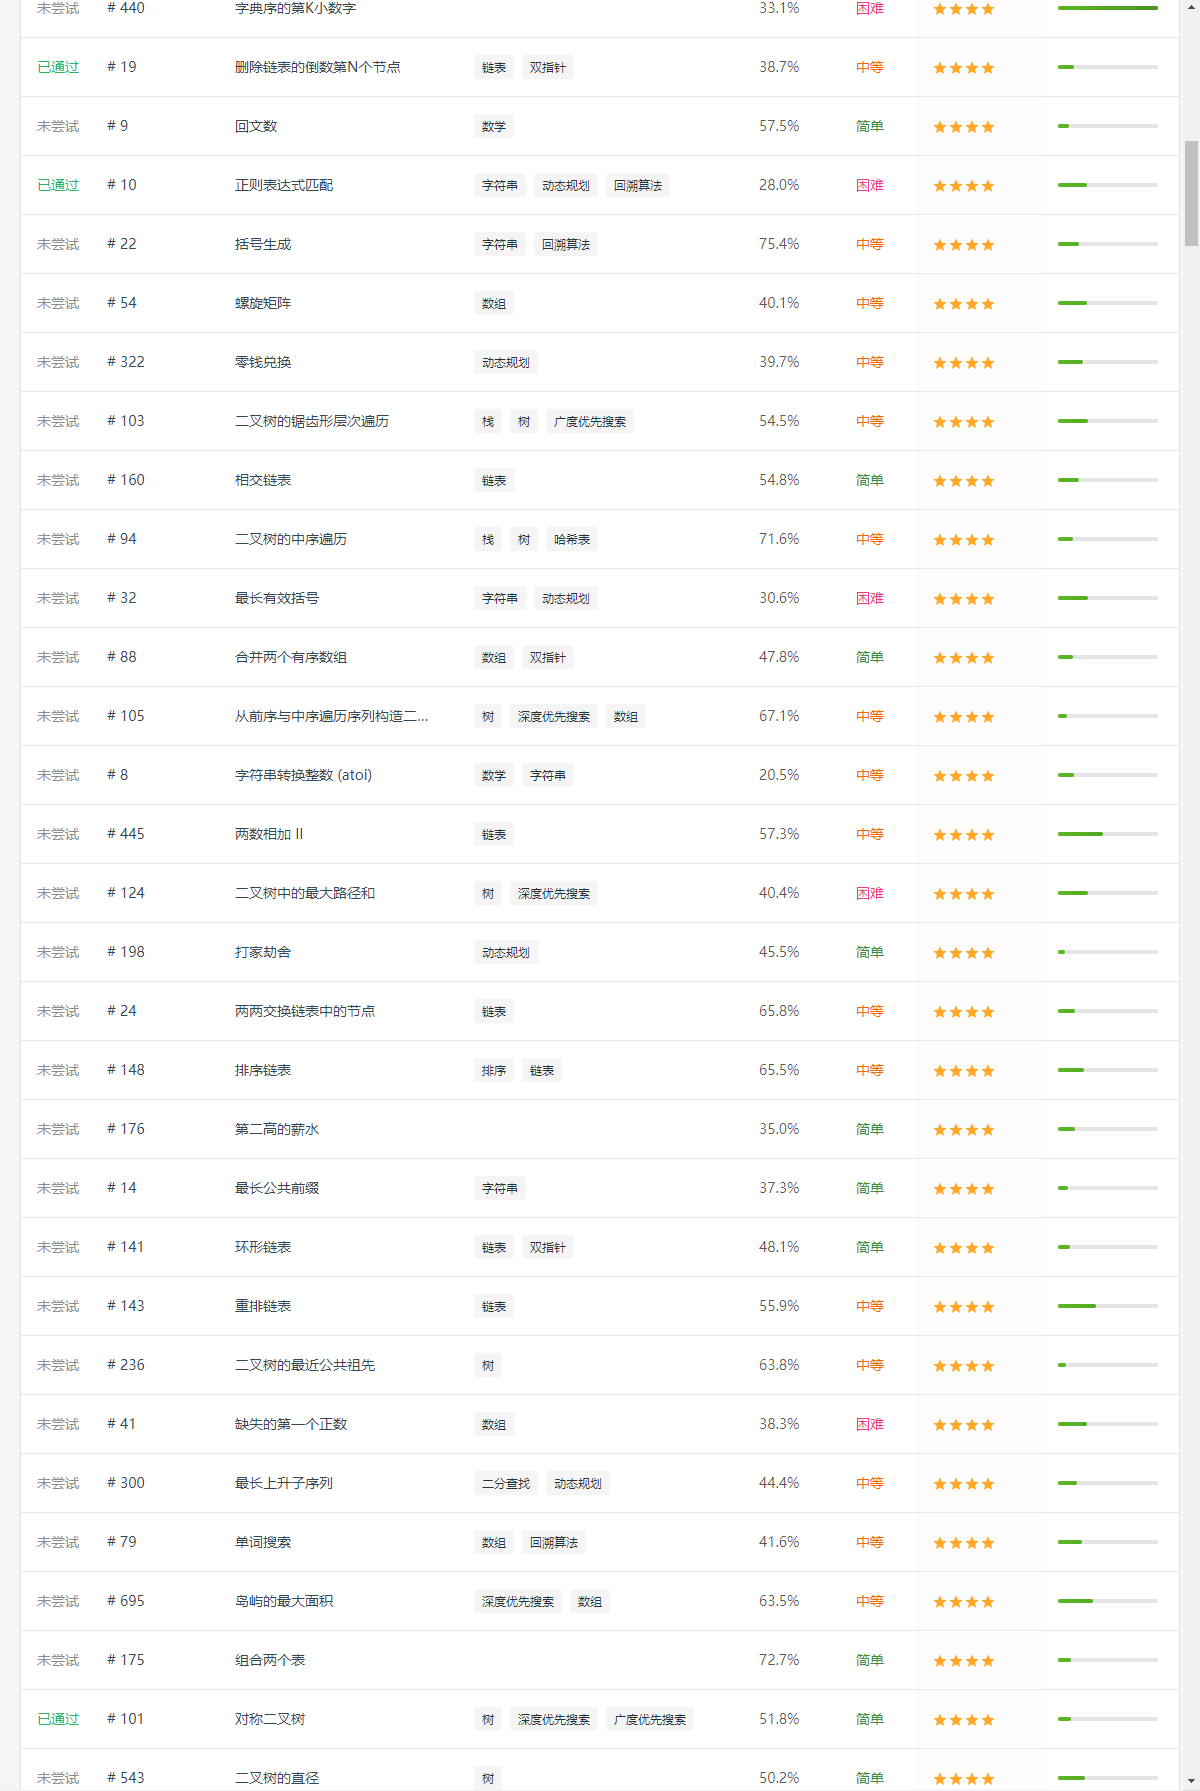 未尝试 # 440 字典序的第K小数字 33.1% 困难
已通过 # 19 删除链表的倒数第N个节点 链表 双指针 38.7% 中等
未尝试 # 9 回文数 数学 57.5% 简单
已通过 # 10 正则表达式匹配 字符串 动态规划 回溯算法 28.0% 困难
未尝试 # 22 括号生成 字符串 回溯算法 75.4% 中等
未尝试 # 54 螺旋矩阵 数组 40.1% 中等
未尝试 # 322 零钱兑换 动态规划 39.7% 中等
未尝试 # 103 二叉树的锯齿形层次遍历 栈 树 广度优先搜索 54.5% 中等
未尝试 # 160 相交链表 链表 54.8% 简单
未尝试 # 94 二叉树的中序遍历 栈 树 哈希表 71.6% 中等
未尝试 # 32 最长有效括号 字符串 动态规划 30.6% 困难
未尝试 # 88 合并两个有序数组 数组 双指针 47.8% 简单
未尝试 # 105 从前序与中序遍历序列构造二... 树 深度优先搜索 数组 67.1% 中等
未尝试 # 8 字符串转换整数 (atoi) 数学 字符串 20.5% 中等
未尝试 # 445 两数相加 II 链表 57.3% 中等
未尝试 # 124 二叉树中的最大路径和 树 深度优先搜索 40.4% 困难
未尝试 # 198 打家劫舍 动态规划 45.5% 简单
未尝试 # 24 两两交换链表中的节点 链表 65.8% 中等
未尝试 # 148 排序链表 排序 链表 65.5% 中等
未尝试 # 176 第二高的薪水 35.0% 简单
未尝试 # 14 最长公共前缀 字符串 37.3% 简单
未尝试 # 141 环形链表 链表 双指针 48.1% 简单
未尝试 # 143 重排链表 链表 55.9% 中等
未尝试 # 236 二叉树的最近公共祖先 树 63.8% 中等
未尝试 # 41 缺失的第一个正数 数组 38.3% 困难
未尝试 # 300 最长上升子序列 二分查找 动态规划 44.4% 中等
未尝试 # 79 单词搜索 数组 回溯算法 41.6% 中等
未尝试 # 695 岛屿的最大面积 深度优先搜索 数组 63.5% 中等
未尝试 # 175 组合两个表 72.7% 简单
已通过 # 101 对称二叉树 树 深度优先搜索 广度优先搜索 51.8% 简单
未尝试 # 543 二叉树的直径 树 50.2% 简单